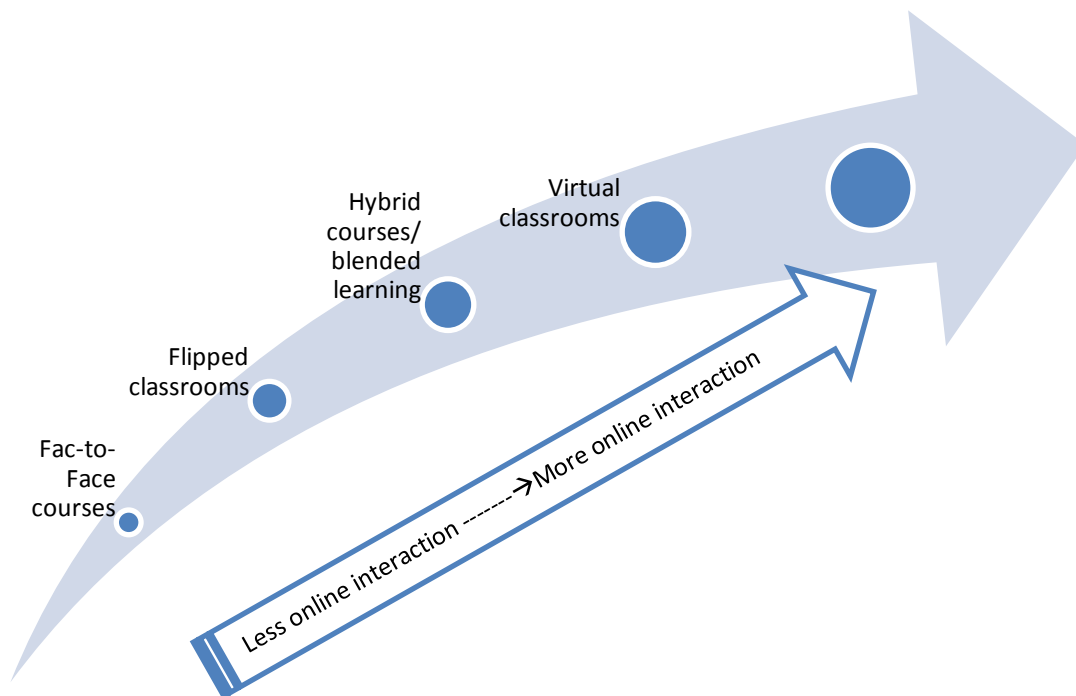 Virtual
classrooms
Hybrid
courses/
blended
learning
Flipped
classrooms
Fac-to-
Face
courses
Less online interaction -------→More online interaction